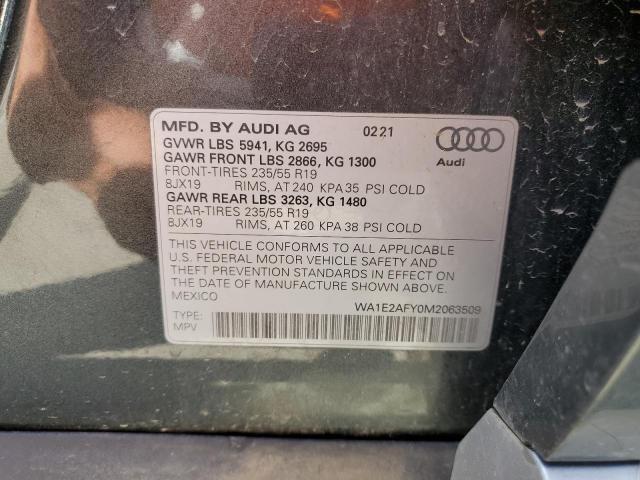 MFD. BY AUDI AG 02 21
GVWR LBS 5941, KG 2695
GAWR FRONT LBS 2866, KG 1300
FRONT-TIRES 235/55 R19
8JX19 RIMS, AT 240 KPA 35 PSI COLD
GAWR REAR LBS 3263, KG 1480
REAR-TIRES 235/55 R19
8JX19 RIMS, AT 260 KPA 38 PSI COLD
Audi
THIS VEHICLE CONFORMS TO ALL APPLICABLE
U.S. FEDERAL MOTOR VEHICLE SAFETY AND
THEFT PREVENTION STANDARDS IN EFFECT ON
THE DATE OF MANUFACTURE SHOWN ABOVE.
MEXICO
WA1E2AFY0M2063509
TYPE:
MPV